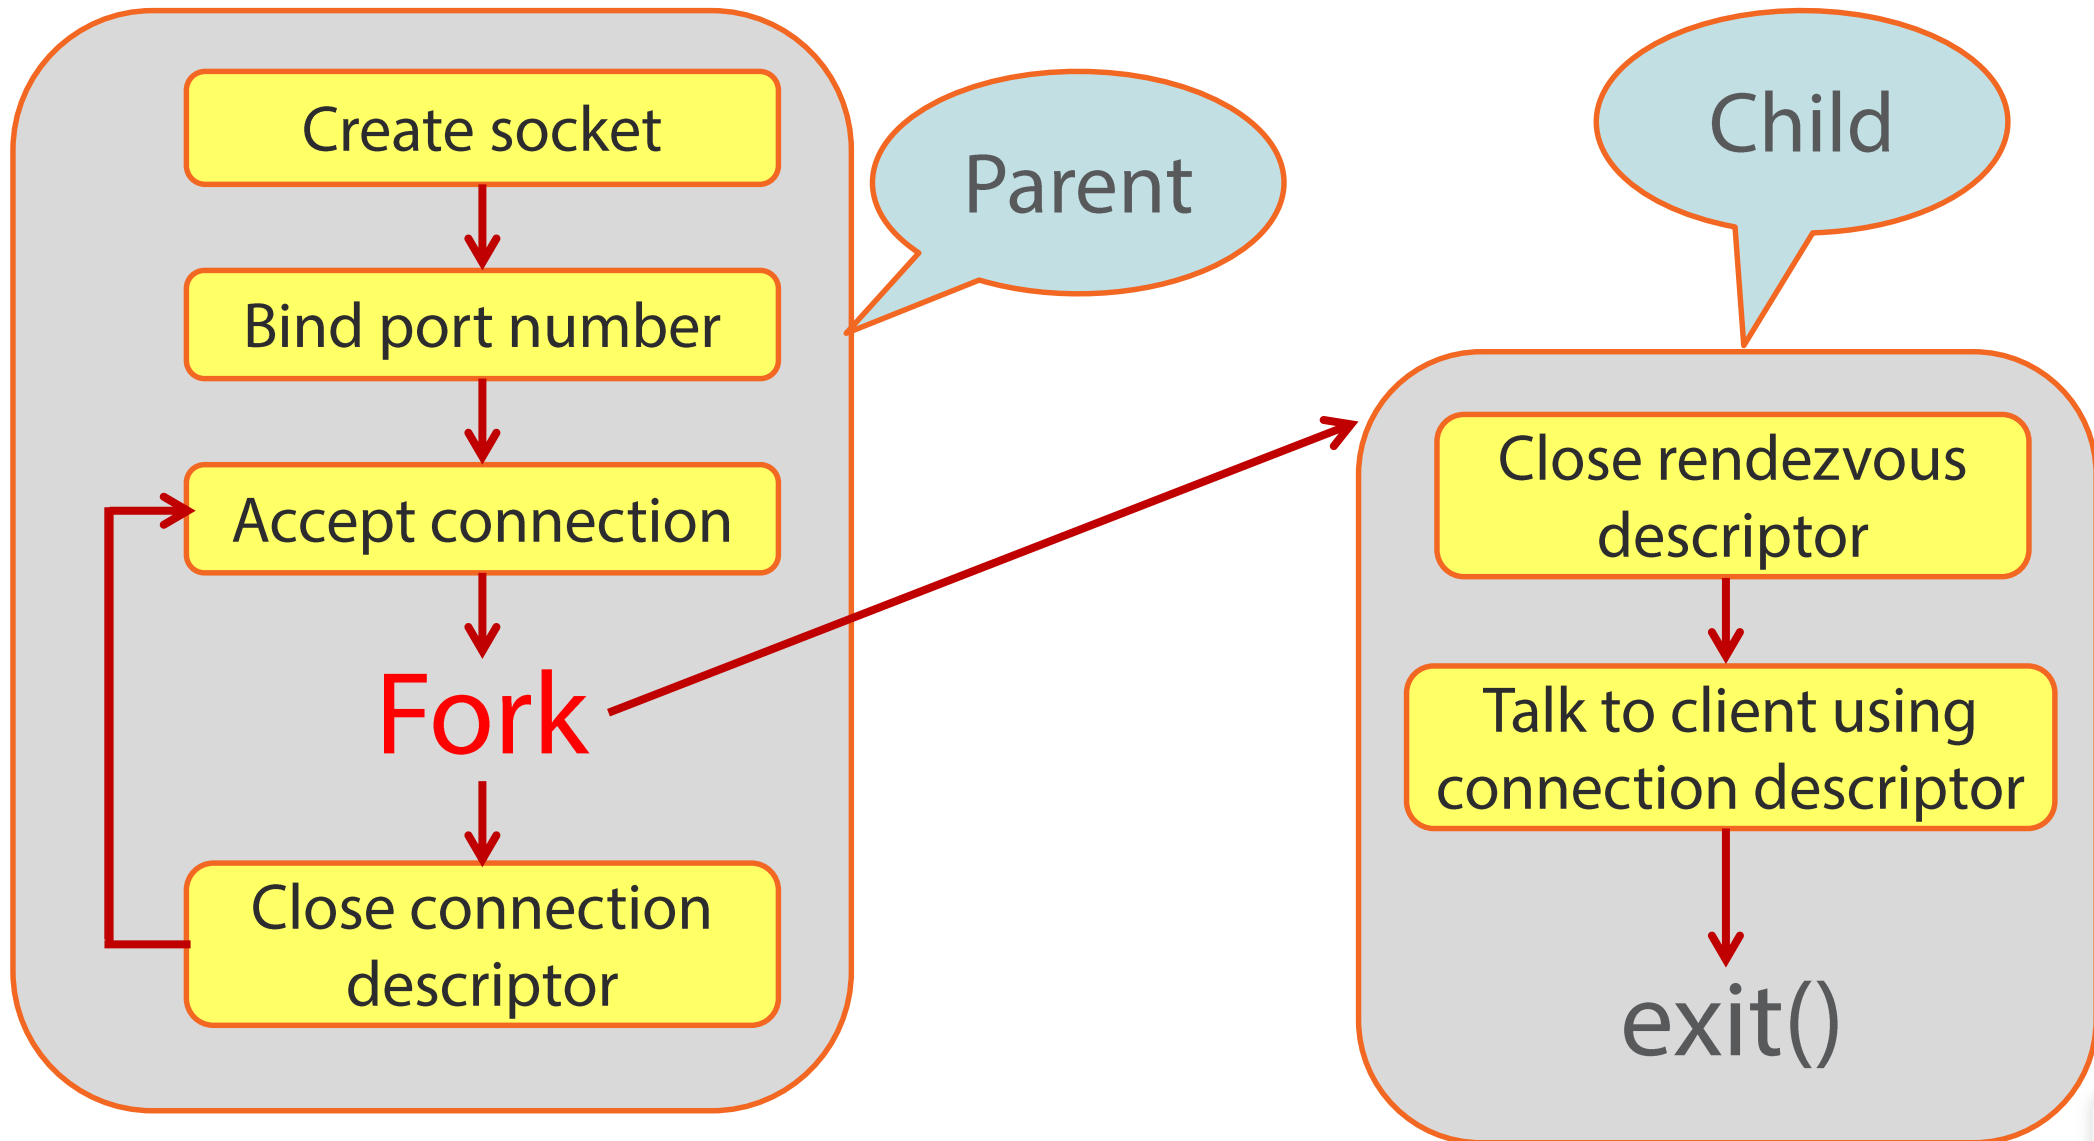 Create socket
Bind port number
Accept connection
Fork
Close connection
descriptor
Parent
Child
Close rendezvous
descriptor
Talk to client using
connection descriptor
exit()